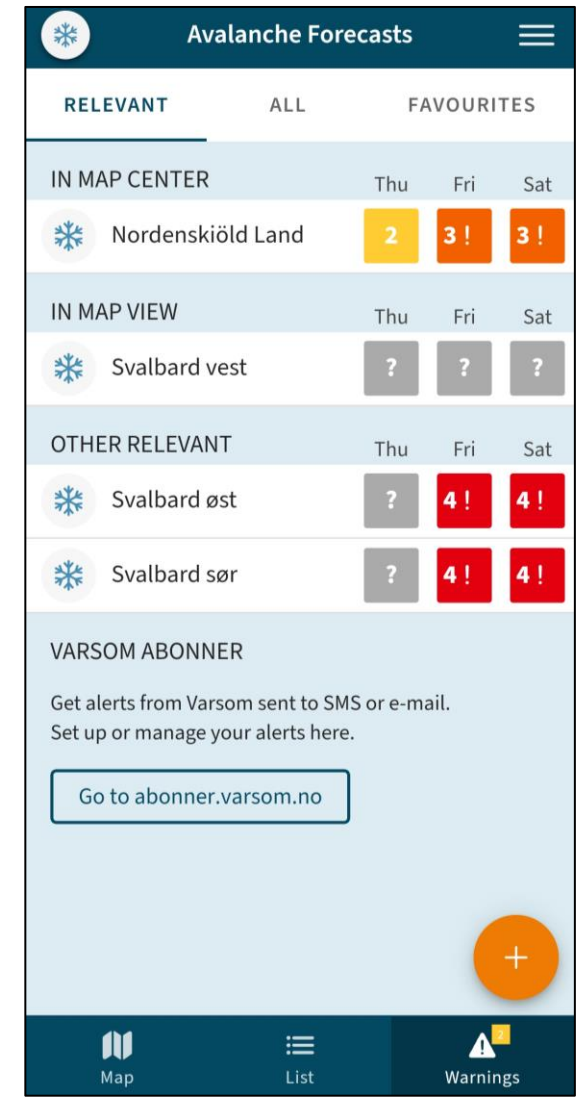 Avalanche Forecasts
RELEVANT ALL FAVOURITES
IN MAP CENTER Thu Fri Sat
Nordenskiöld Land 2 3 ! 3 !
IN MAP VIEW Thu Fri Sat
Svalbard vest ? ? ?
OTHER RELEVANT Thu Fri Sat
Svalbard øst ? 4 ! 4 !
Svalbard sør ? 4 ! 4 !
VARSOM ABONNER
Get alerts from Varsom sent to SMS or e-mail.
Set up or manage your alerts here.
Go to abonner.varsom.no
+
2
Map List Warnings